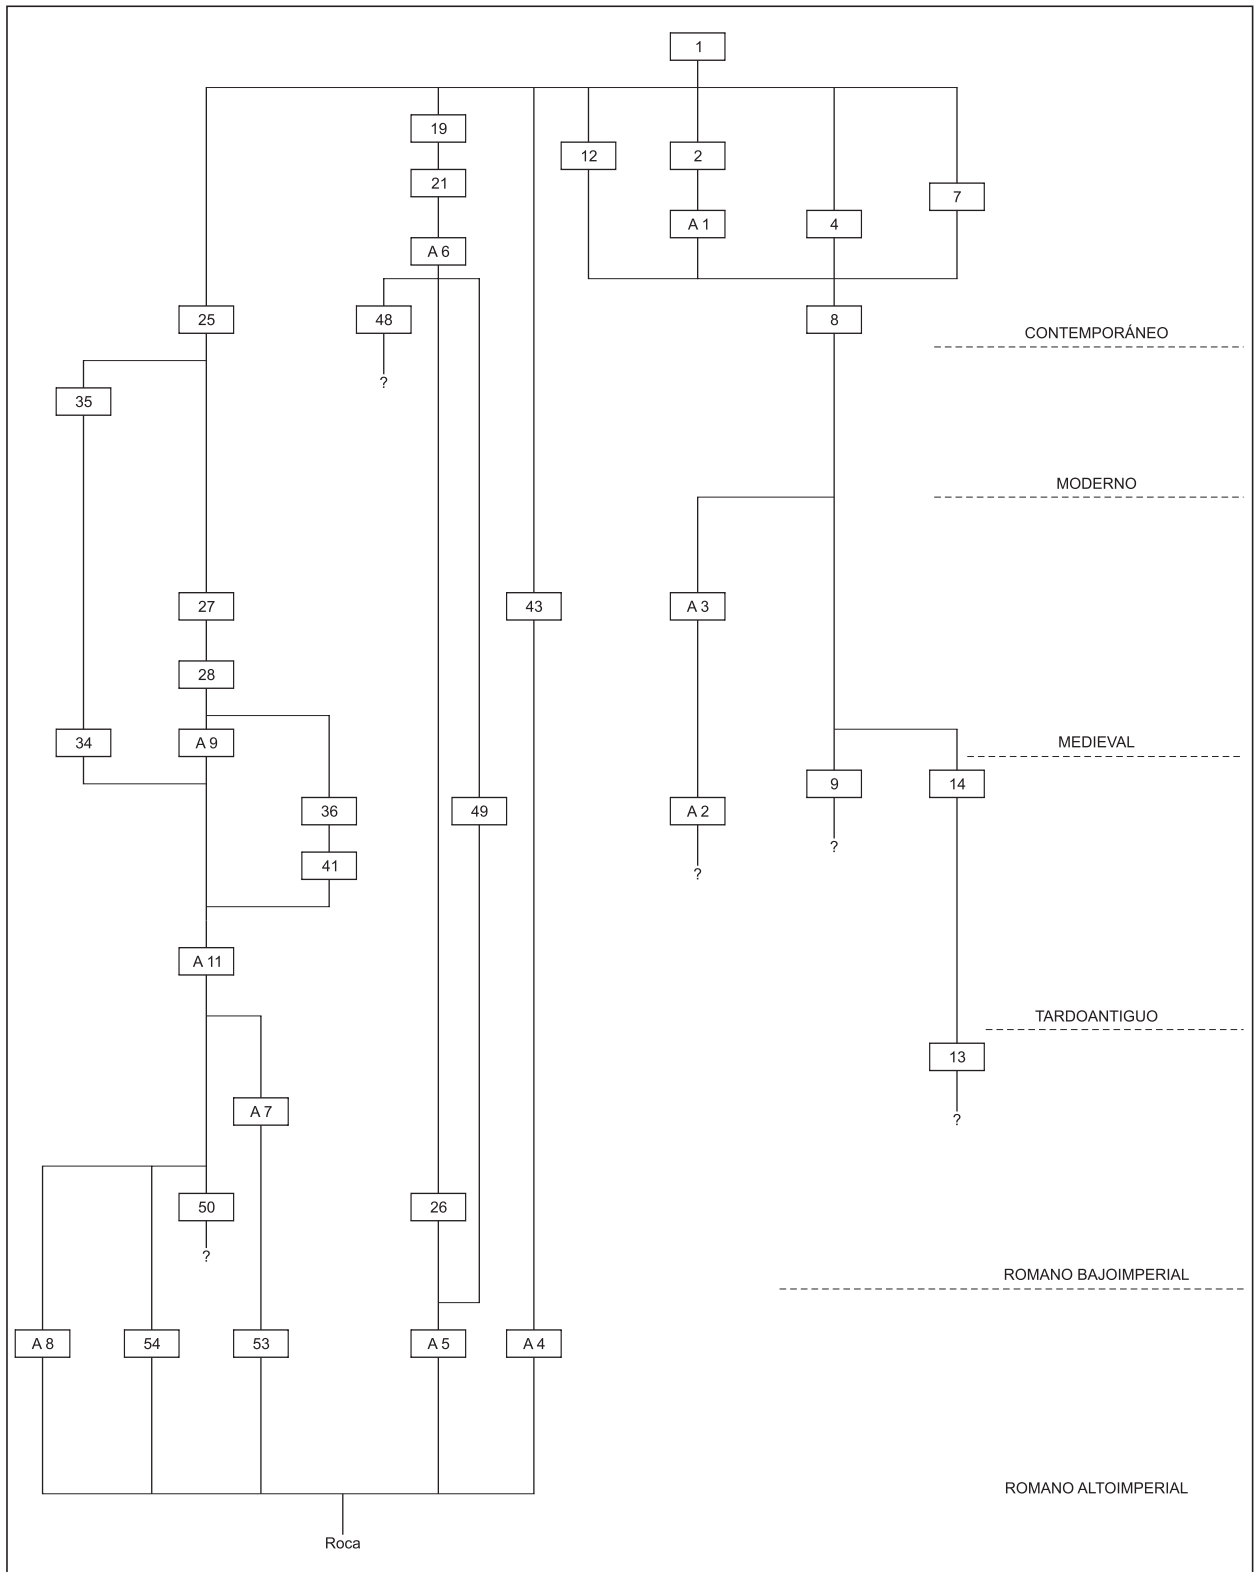 1
19
12
2
7
21
A 1
4
A 6
25
48
8
CONTEMPORÁNEO
?
35
MODERNO
27
43
A 3
28
34
A 9
MEDIEVAL
9
14
36
49
A 2
?
41
?
A 11
TARDOANTIGUO
13
A 7
?
50
26
?
ROMANO BAJOIMPERIAL
A 8
54
53
A 5
A 4
ROMANO ALTOIMPERIAL
Roca